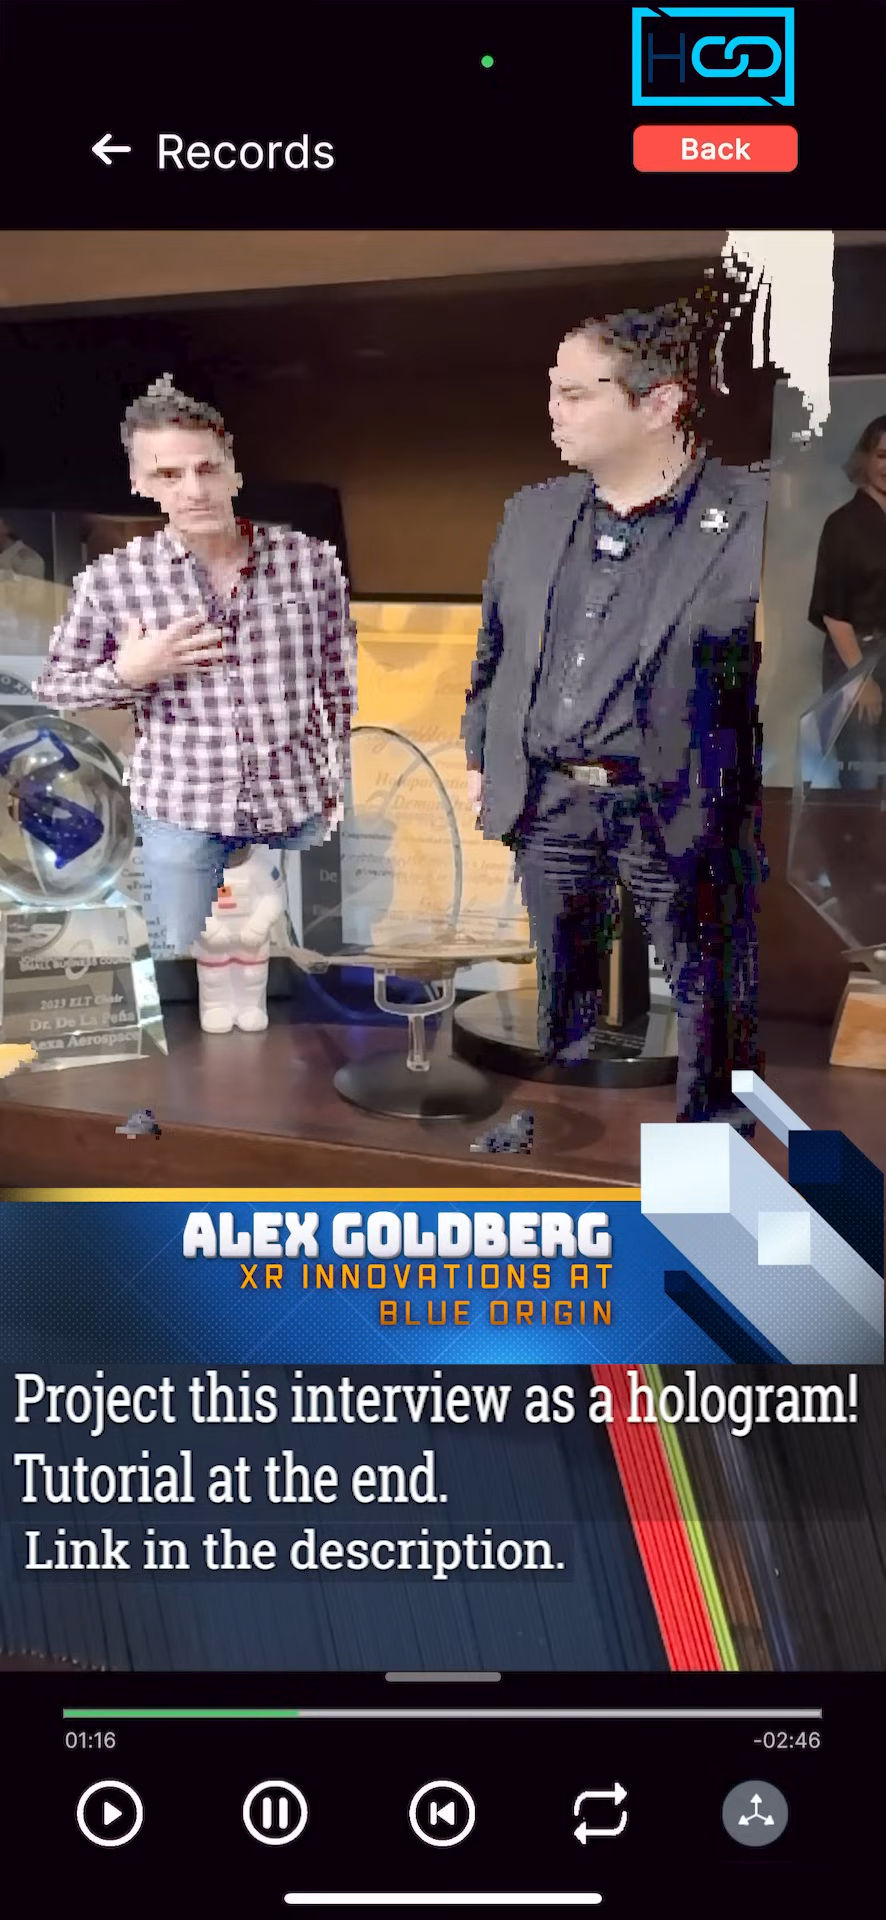 Records
Back
2023 ELT Chair
Dr. De La Peña
Aexa Aerospace
ALEX GOLDBERG
XR INNOVATIONS AT
BLUE ORIGIN
Project this interview as a hologram!
Tutorial at the end.
Link in the description.
01:16
-02:46